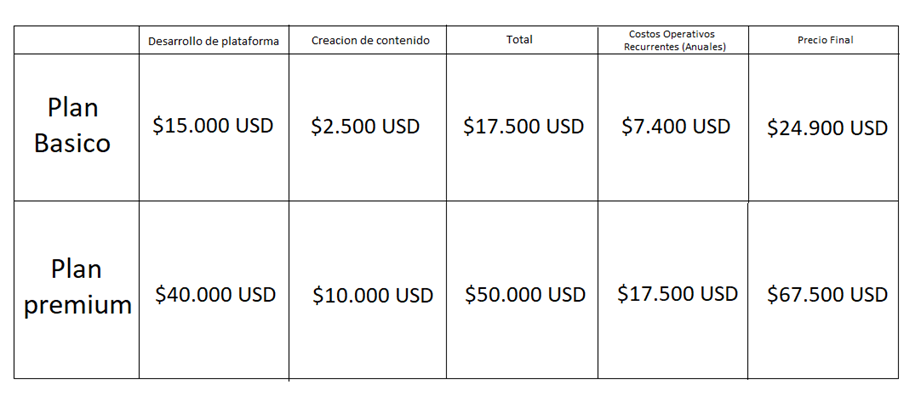 Desarrollo de plataforma
Creacion de contenido
Total
Costos Operativos
Recurrentes (Anuales)
Precio Final
Plan
Basico
$15.000 USD
$2.500 USD
$17.500 USD
$7.400 USD
$24.900 USD
Plan
premium
$40.000 USD
$10.000 USD
$50.000 USD
$17.500 USD
$67.500 USD